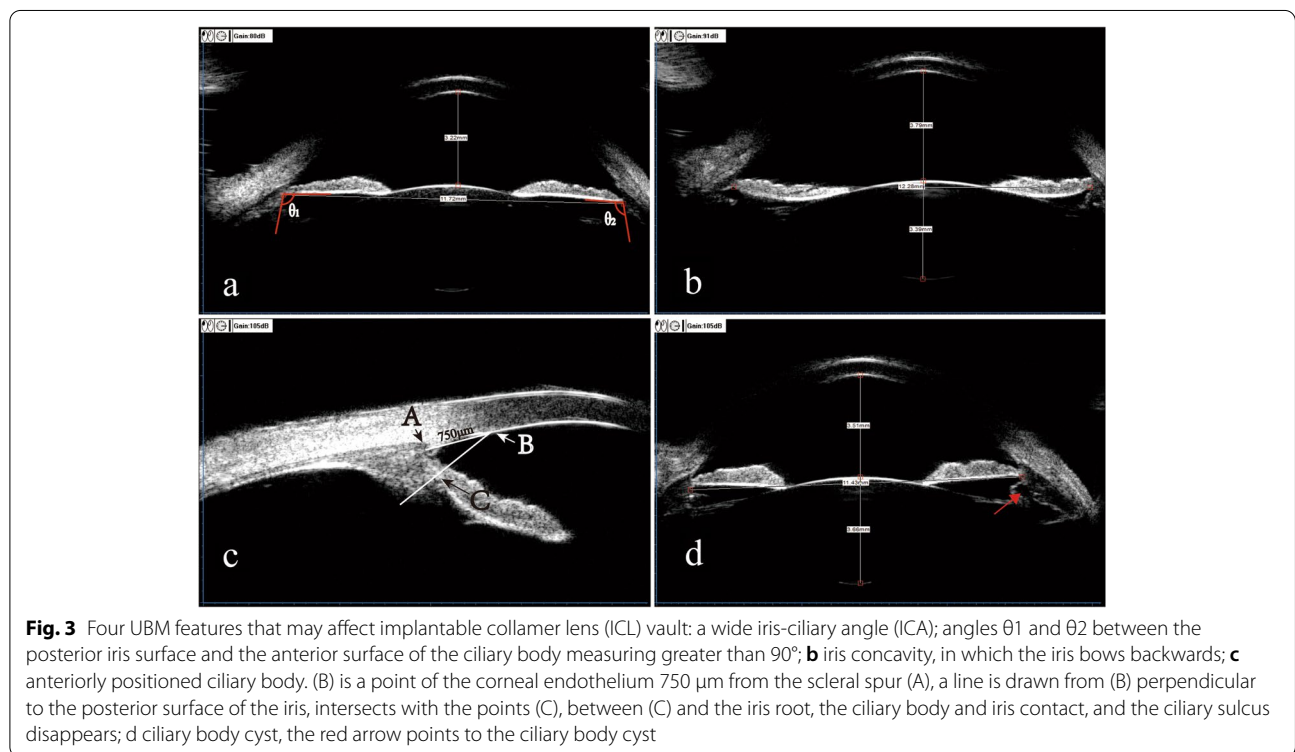 Gain:80dB
3.22mm
11.72mm
θ1
θ2
a
Gain:91dB
3.79mm
12.28mm
3.39mm
b
Gain:105dB
A
750μm
B
C
c
Gain:105dB
3.51mm
11.43mm
3.66mm
d
Fig. 3 Four UBM features that may affect implantable collamer lens (ICL) vault: a wide iris-ciliary angle (ICA); angles θ1 and θ2 between the
posterior iris surface and the anterior surface of the ciliary body measuring greater than 90°; b iris concavity, in which the iris bows backwards; c
anteriorly positioned ciliary body. (B) is a point of the corneal endothelium 750 μm from the scleral spur (A), a line is drawn from (B) perpendicular
to the posterior surface of the iris, intersects with the points (C), between (C) and the iris root, the ciliary body and iris contact, and the ciliary sulcus
disappears; d ciliary body cyst, the red arrow points to the ciliary body cyst